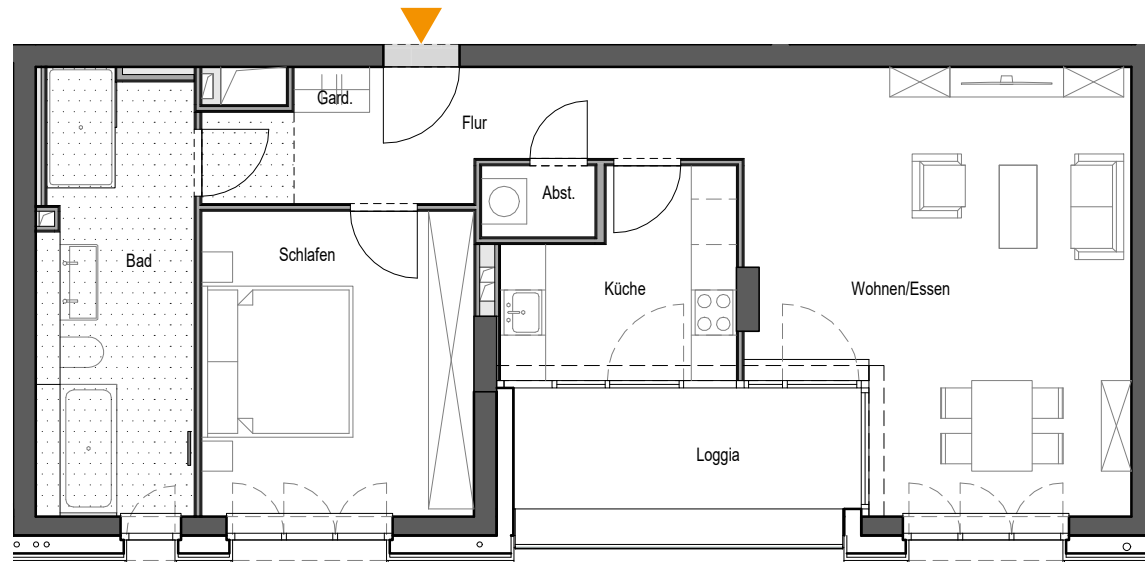 Gard.
Flur
Abst.
Bad
Schlafen
Küche
Wohnen/Essen
Loggia